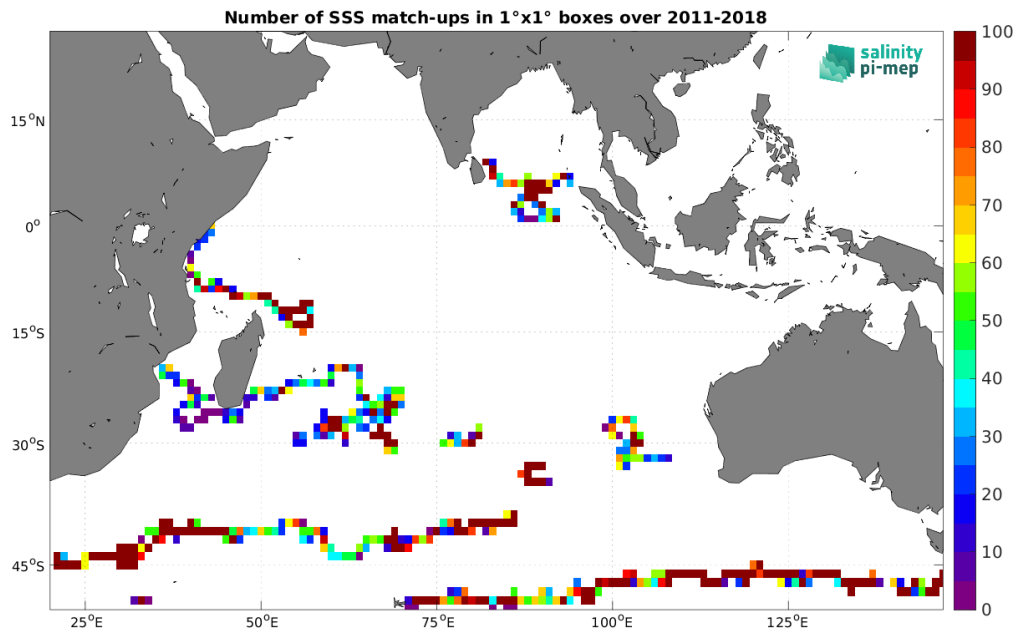 Number of SSS match-ups in 1°x1° boxes over 2011-2018
salinity
pi-mep
15°N
0°
15°S
30°S
45°S
25°E
50°E
75°E
100°E
125°E
100
90
80
70
60
50
40
30
20
10
0